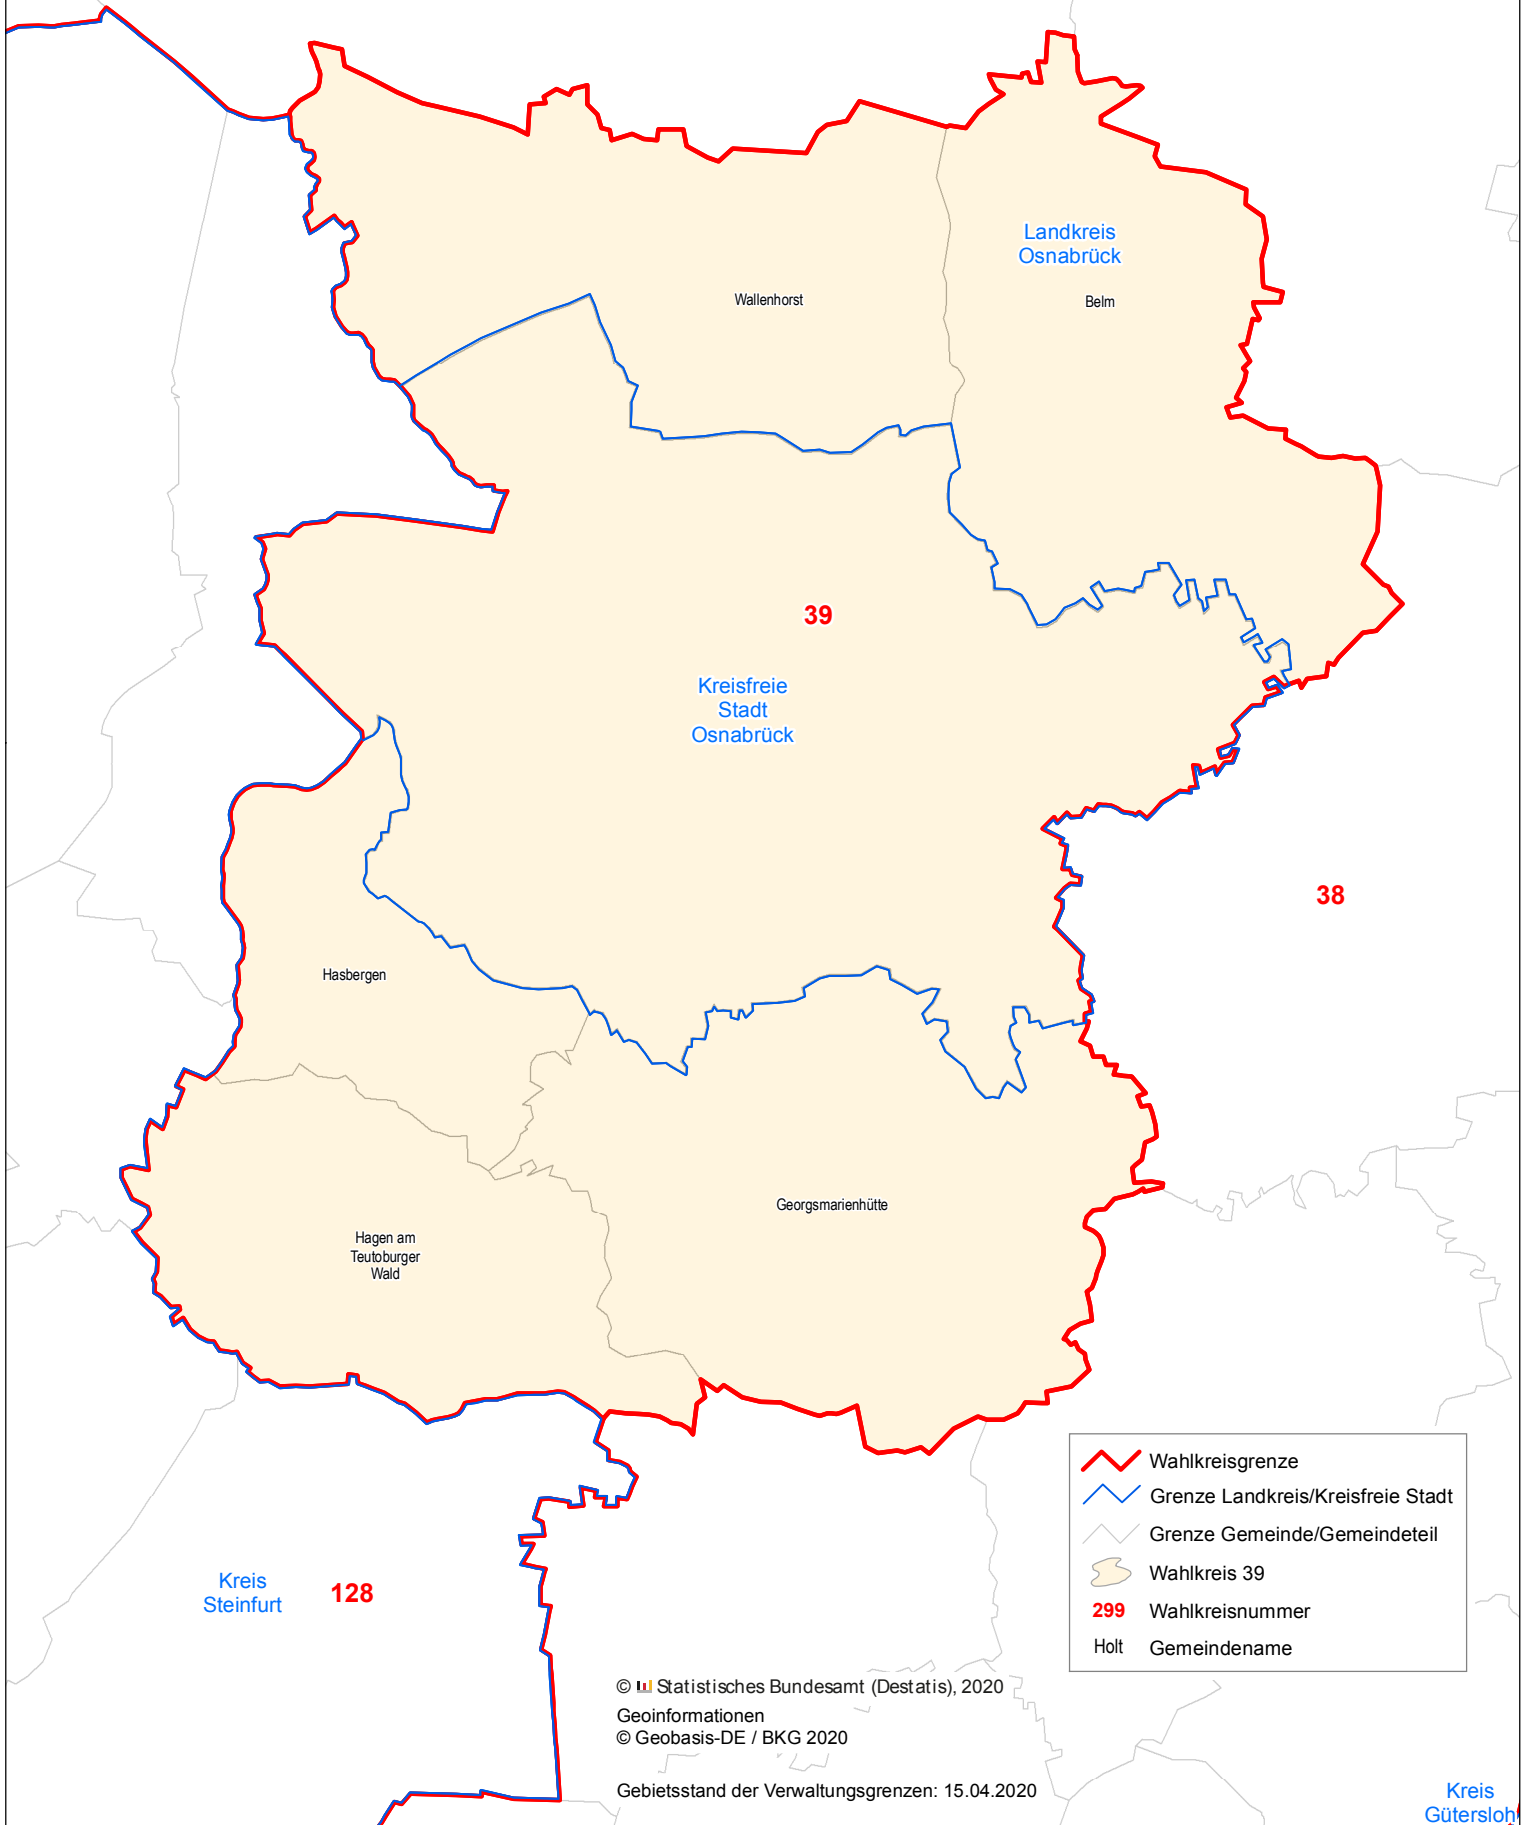 Landkreis
Osnabrück
Wallenhorst
Belm
39
Kreisfreie
Stadt
Osnabrück
38
Hasbergen
Georgsmarienhütte
Hagen am
Teutoburger
Wald
Kreis
Steinfurt
128
Wahlkreisgrenze
Grenze Landkreis/Kreisfreie Stadt
Grenze Gemeinde/Gemeindeteil
Wahlkreis 39
299 Wahlkreisnummer
Holt Gemeindename
© Statistisches Bundesamt (Destatis), 2020
Geoinformationen
© Geobasis-DE / BKG 2020
Gebietsstand der Verwaltungsgrenzen: 15.04.2020
Kreis
Gütersloh